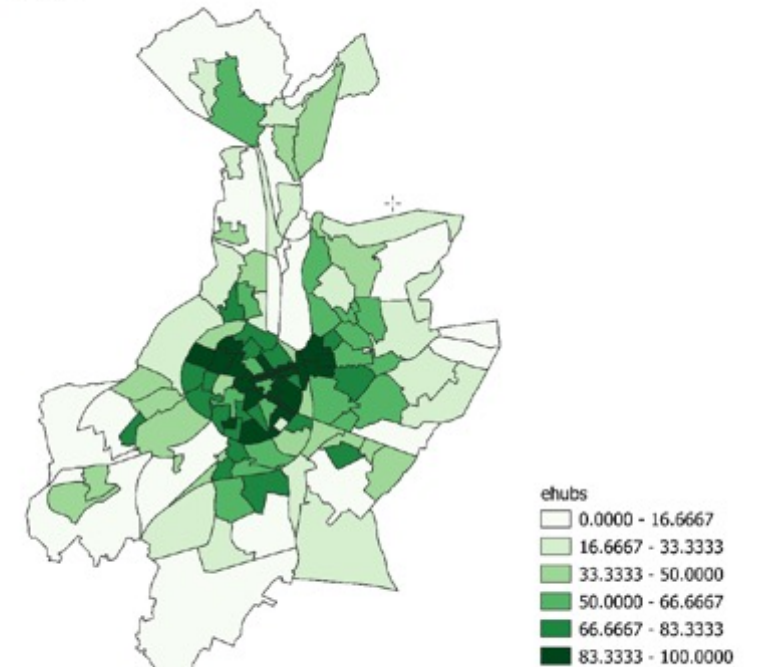 ehubs
0.0000 - 16.6667
16.6667 - 33.3333
33.3333 - 50.0000
50.0000 - 66.6667
66.6667 - 83.3333
83.3333 - 100.0000